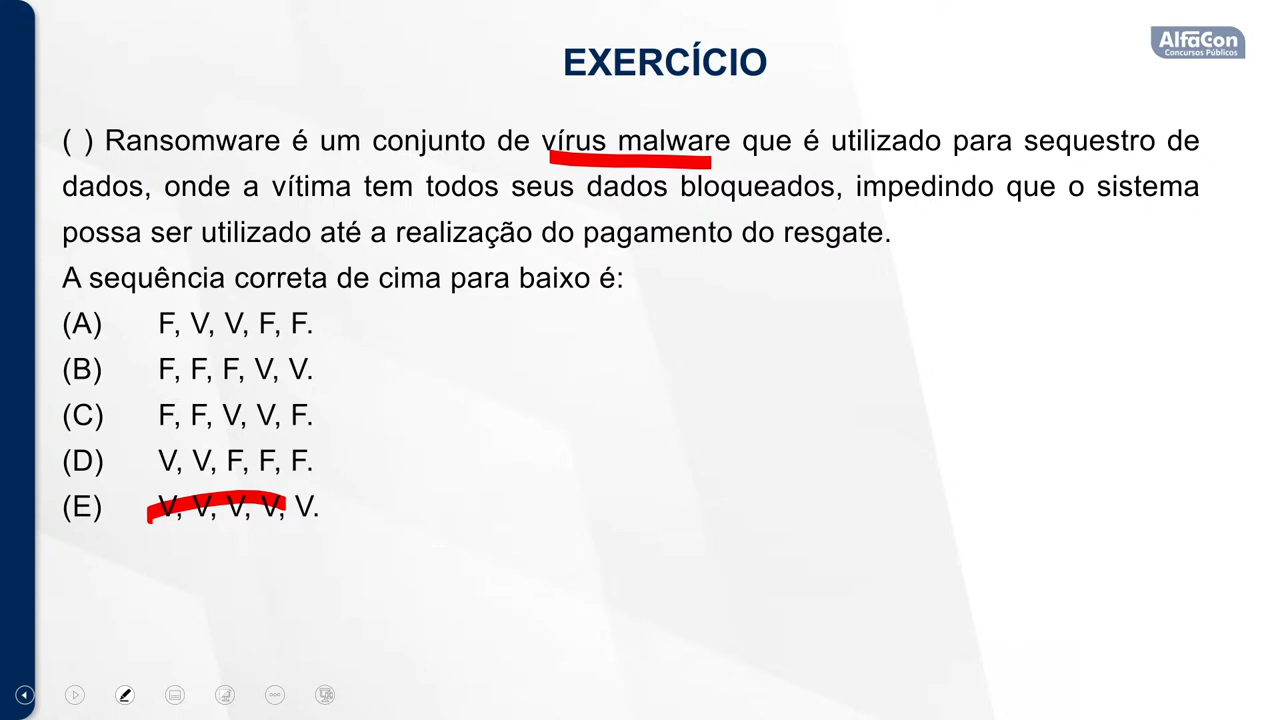 AlfaCon
Concursos Públicos
EXERCÍCIO
( ) Ransomware é um conjunto de vírus malware que é utilizado para sequestro de
dados, onde a vítima tem todos seus dados bloqueados, impedindo que o sistema
possa ser utilizado até a realização do pagamento do resgate.
A sequência correta de cima para baixo é:
(A) F, V, V, F, F.
(B) F, F, F, V, V.
(C) F, F, V, V, F.
(D) V, V, F, F, F.
(E) V, V, V, V, V.